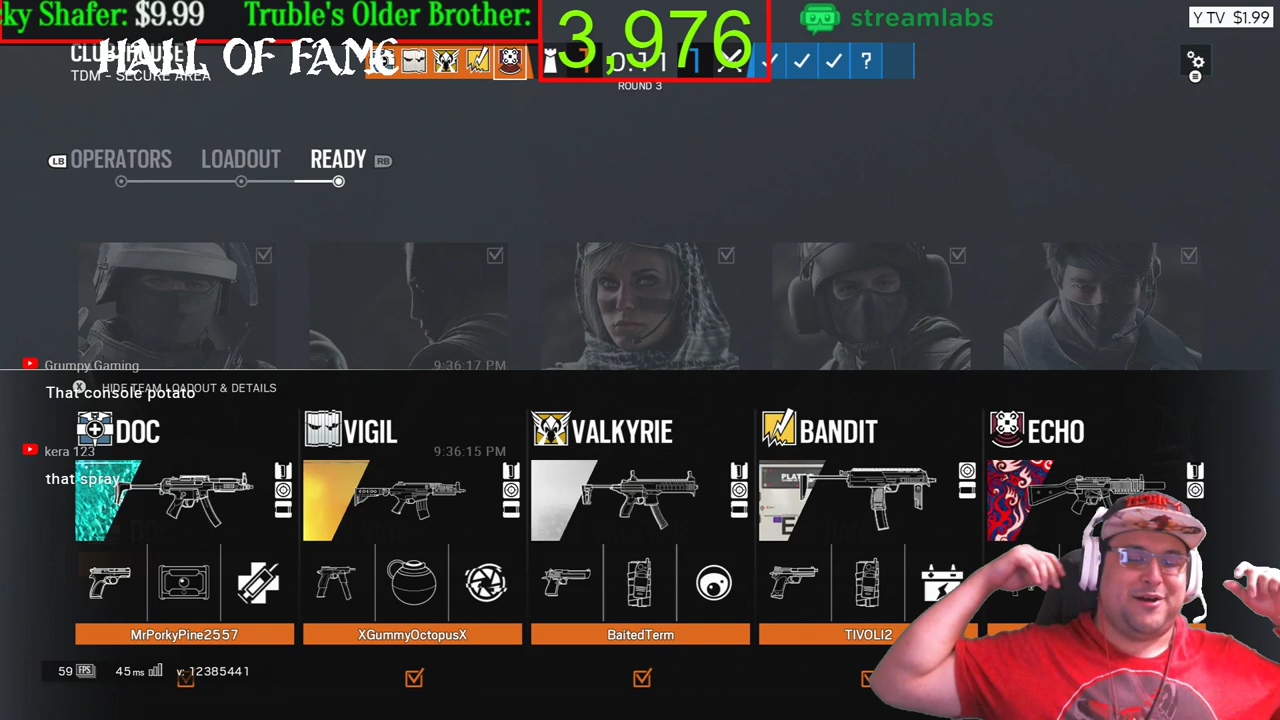 ky Shafer: $9.99 Truble's Older Brother:
3,976
streamlabs
Y TV $1.99
HALL OF FAME
TDM - SECURE AREA
ROUND 3
?
LB OPERATORS LOADOUT READY RB
Grumpy Gaming 9:36:17 PM
That console potato
X HIDE TEAM LOADOUT & DETAILS
DOC VIGIL VALKYRIE BANDIT ECHO
kera 123 9:36:15 PM
that spray
MrPorkyPine2557 XGummyOctopusX BaitedTerm TIVOLI2
59 FPS 45ms v: 12385441